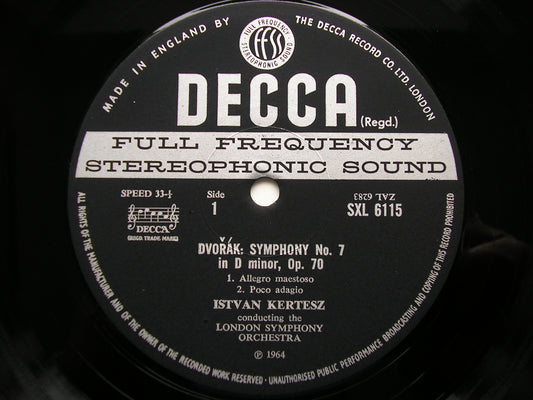 MADE IN ENGLAND BY
THE DECCA RECORD CO. LTD. LONDON
FULL FREQUENCY
ffss
STEREOPHONIC SOUND
DECCA
(Regd.)
FULL FREQUENCY
STEREOPHONIC SOUND
SPEED 33⅓
Side
1
ZAL 6283
SXL 6115
DECCA
REGD. TRADE MARK
DVOŘÁK: SYMPHONY No. 7
in D minor, Op. 70
1. Allegro maestoso
2. Poco adagio
ISTVAN KERTESZ
conducting the
LONDON SYMPHONY
ORCHESTRA
℗ 1964
ALL RIGHTS OF THE MANUFACTURER AND OF THE OWNER OF THE RECORDED WORK RESERVED · UNAUTHORISED PUBLIC PERFORMANCE BROADCASTING AND COPYING OF THIS RECORD PROHIBITED